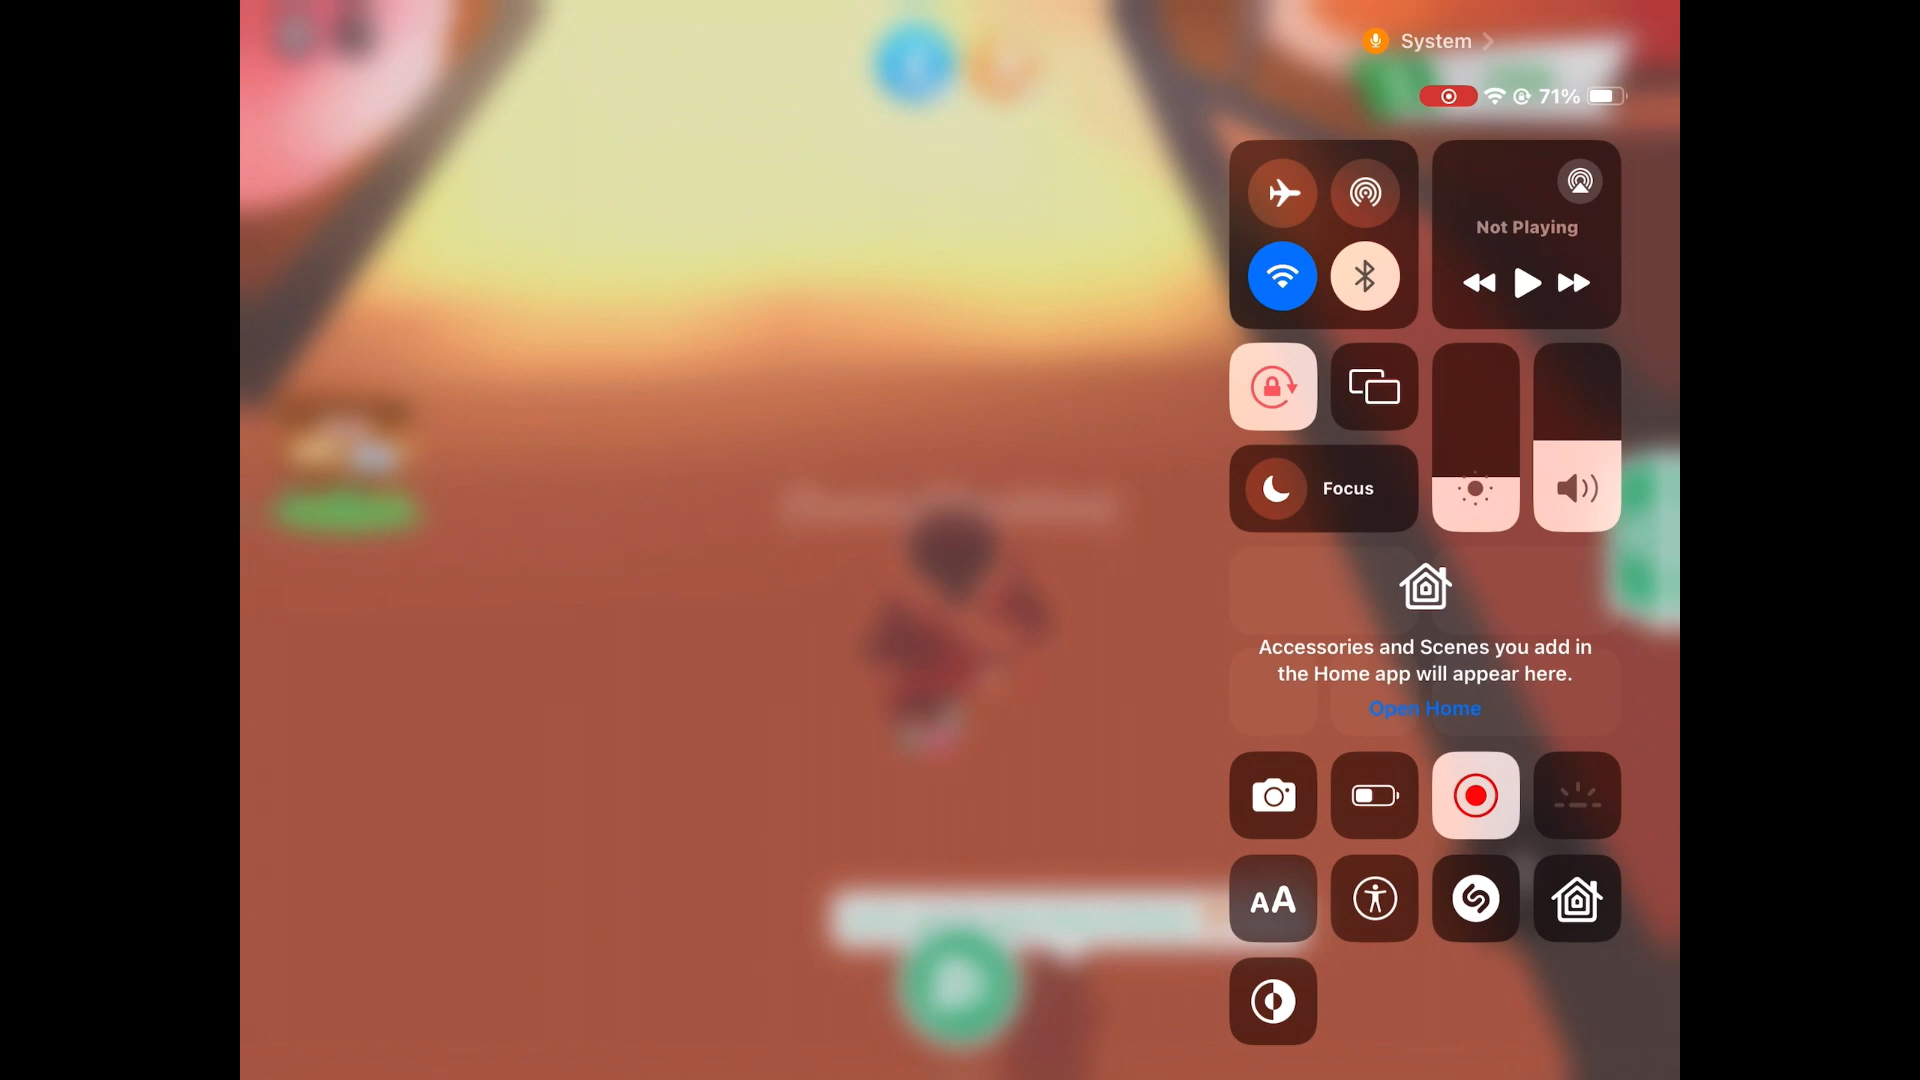 System
71%
Not Playing
Focus
Accessories and Scenes you add in
the Home app will appear here.
Open Home
AA